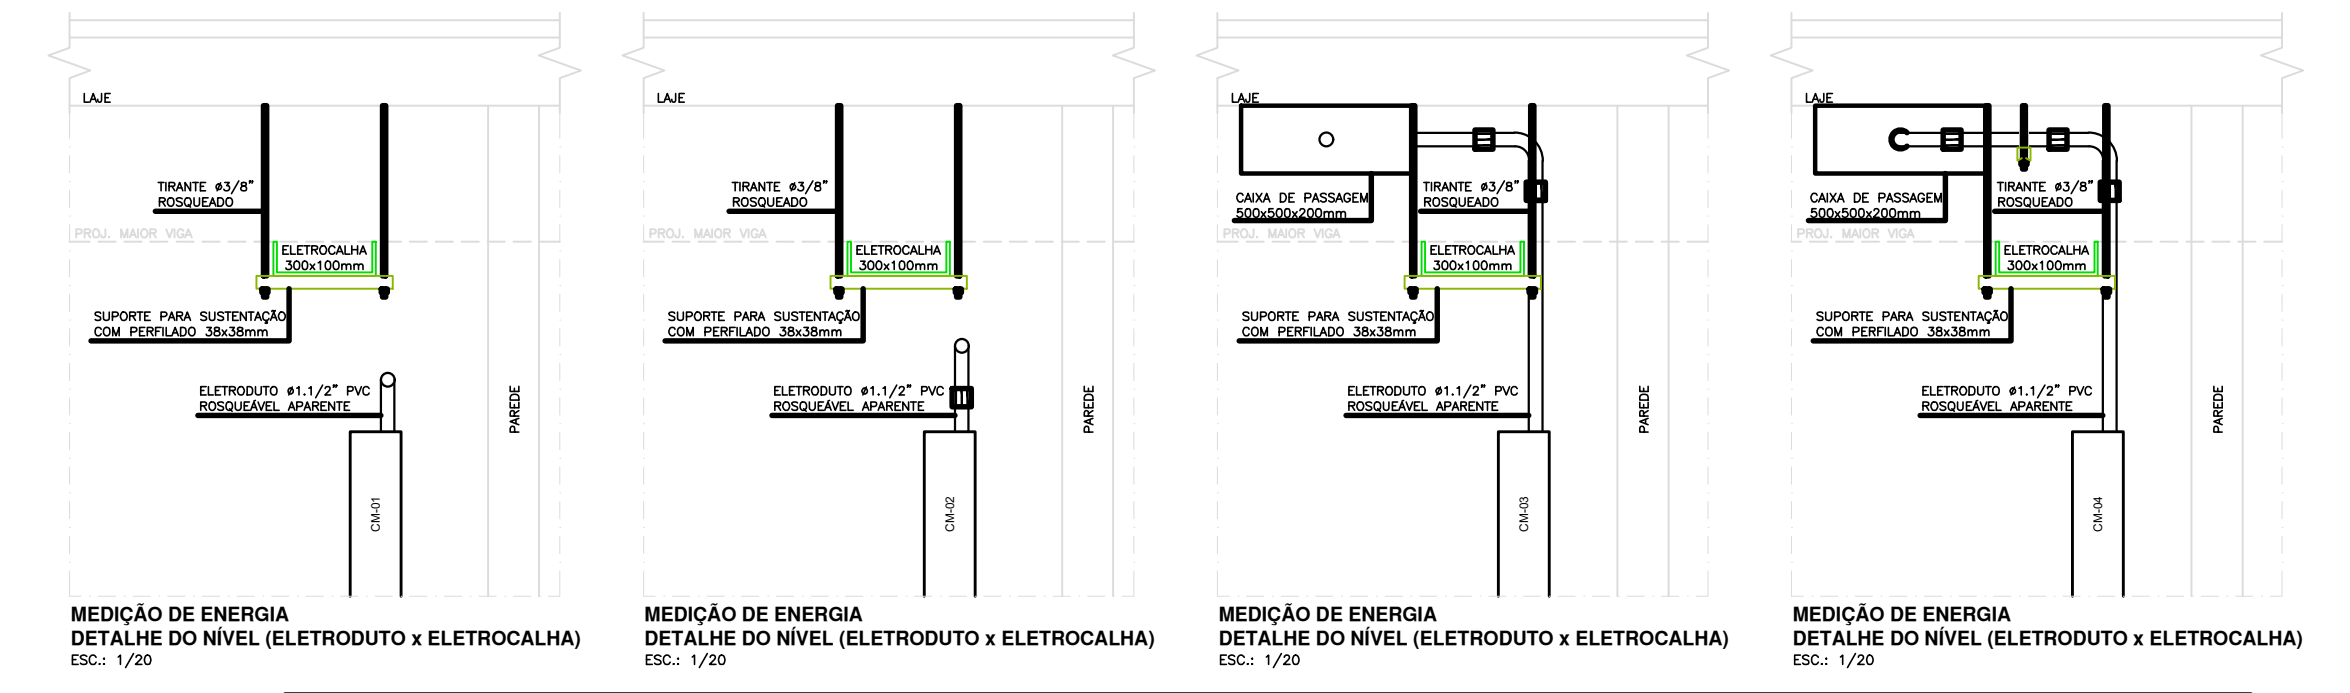 LAJE
TIRANTE ø3/8"
ROSQUEADO
PROJ. MAIOR VIGA
ELETROCALHA
300x100mm
SUPORTE PARA SUSTENTAÇÃO
COM PERFILADO 38x38mm
ELETRODUTO ø1.1/2" PVC
ROSQUEÁVEL APARENTE
PAREDE
CM-01
MEDIÇÃO DE ENERGIA
DETALHE DO NÍVEL (ELETRODUTO x ELETROCALHA)
ESC.: 1/20
LAJE
TIRANTE ø3/8"
ROSQUEADO
PROJ. MAIOR VIGA
ELETROCALHA
300x100mm
SUPORTE PARA SUSTENTAÇÃO
COM PERFILADO 38x38mm
ELETRODUTO ø1.1/2" PVC
ROSQUEÁVEL APARENTE
PAREDE
CM-02
MEDIÇÃO DE ENERGIA
DETALHE DO NÍVEL (ELETRODUTO x ELETROCALHA)
ESC.: 1/20
LAJE
CAIXA DE PASSAGEM
500x500x200mm
TIRANTE ø3/8"
ROSQUEADO
PROJ. MAIOR VIGA
ELETROCALHA
300x100mm
SUPORTE PARA SUSTENTAÇÃO
COM PERFILADO 38x38mm
ELETRODUTO ø1.1/2" PVC
ROSQUEÁVEL APARENTE
PAREDE
CM-03
MEDIÇÃO DE ENERGIA
DETALHE DO NÍVEL (ELETRODUTO x ELETROCALHA)
ESC.: 1/20
LAJE
CAIXA DE PASSAGEM
500x500x200mm
TIRANTE ø3/8"
ROSQUEADO
PROJ. MAIOR VIGA
ELETROCALHA
300x100mm
SUPORTE PARA SUSTENTAÇÃO
COM PERFILADO 38x38mm
ELETRODUTO ø1.1/2" PVC
ROSQUEÁVEL APARENTE
PAREDE
CM-04
MEDIÇÃO DE ENERGIA
DETALHE DO NÍVEL (ELETRODUTO x ELETROCALHA)
ESC.: 1/20